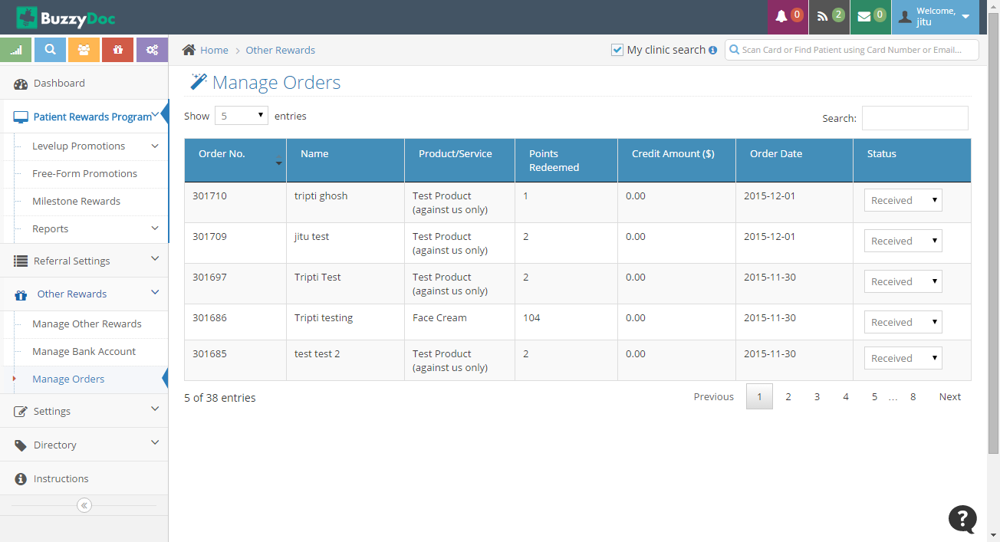 BuzzyDoc
0
2
0
Welcome,
jitu
Home
Other Rewards
My clinic search
Scan Card or Find Patient using Card Number or Email...
Dashboard
Patient Rewards Program
Levelup Promotions
Free-Form Promotions
Milestone Rewards
Reports
Referral Settings
Other Rewards
Manage Other Rewards
Manage Bank Account
Manage Orders
Settings
Directory
Instructions
Manage Orders
Show 5 entries
Search:
Order No. Name Product/Service Points Redeemed Credit Amount ($) Order Date Status
301710 tripti ghosh Test Product (against us only) 1 0.00 2015-12-01 Received
301709 jitu test Test Product (against us only) 2 0.00 2015-12-01 Received
301697 Tripti Test Test Product (against us only) 2 0.00 2015-11-30 Received
301686 Tripti testing Face Cream 104 0.00 2015-11-30 Received
301685 test test 2 Test Product (against us only) 2 0.00 2015-11-30 Received
5 of 38 entries
Previous 1 2 3 4 5 ... 8 Next
?